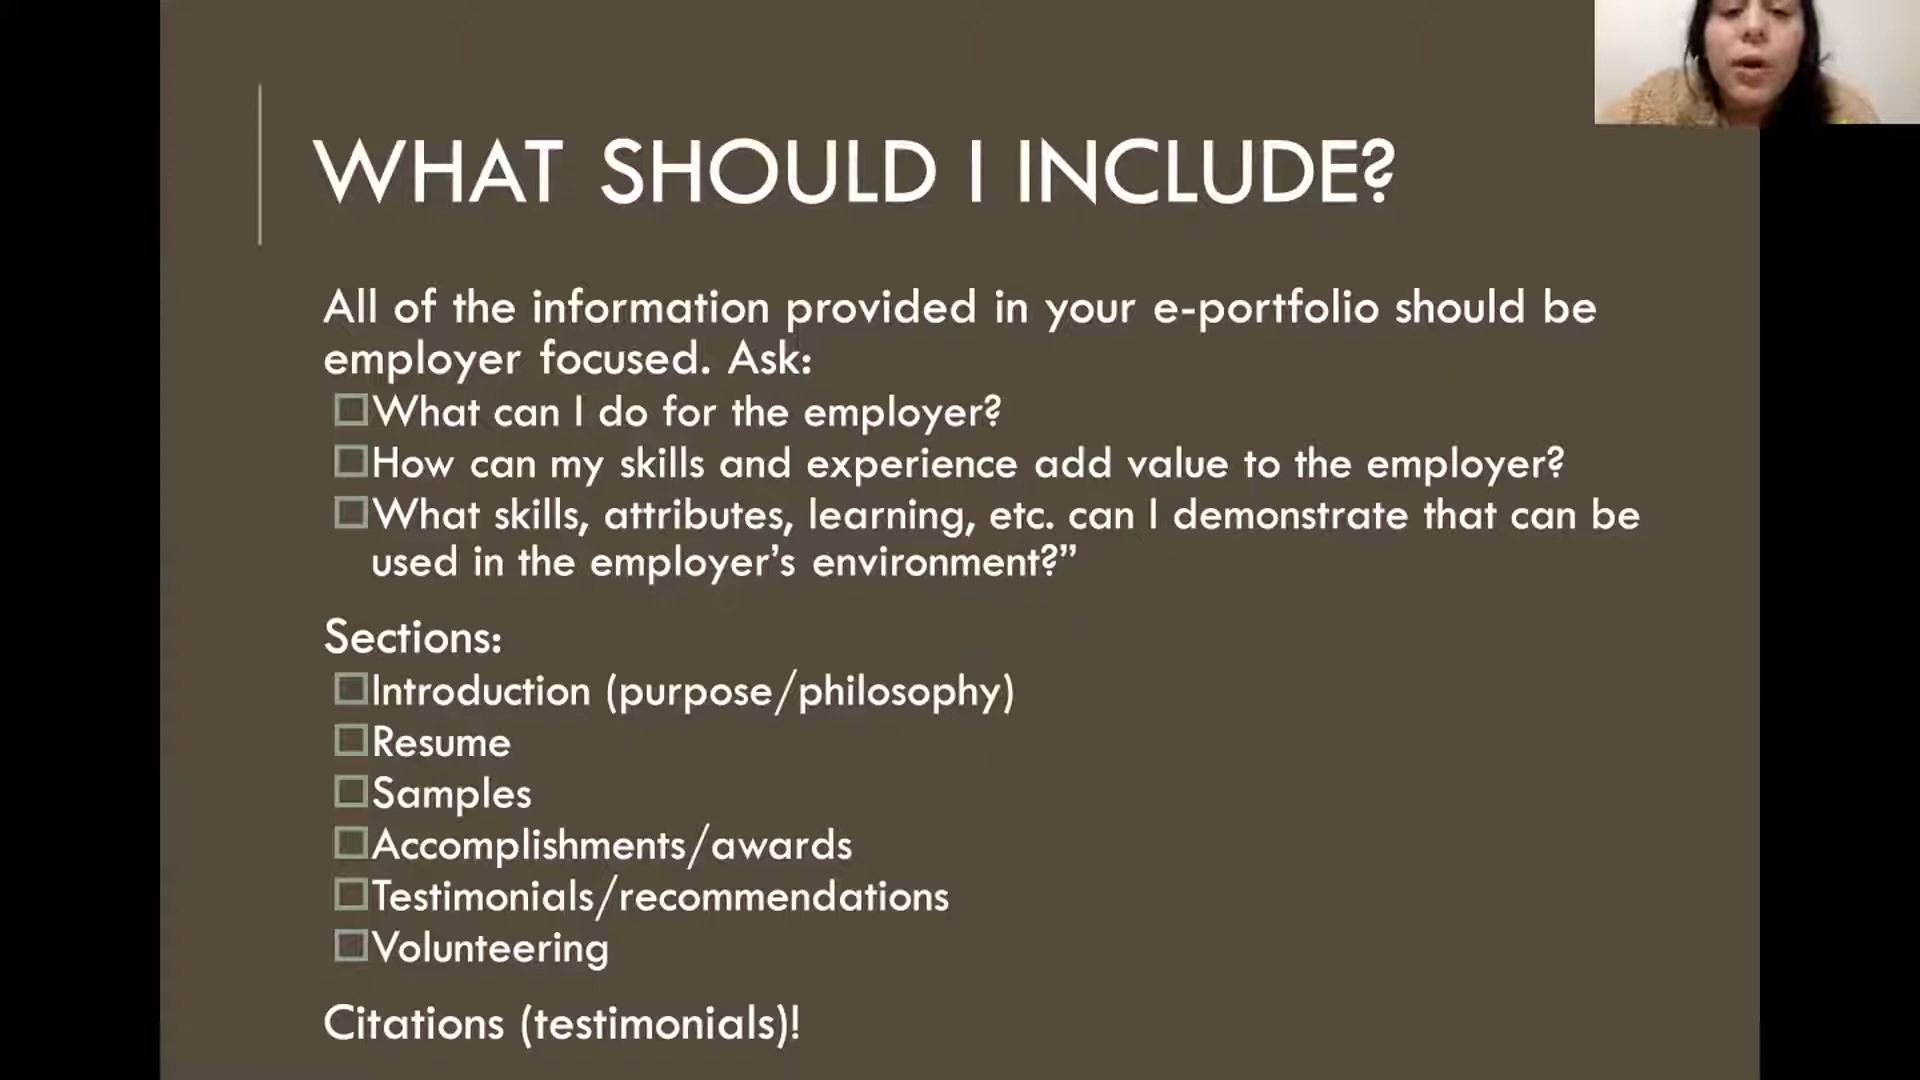 WHAT SHOULD I INCLUDE?
All of the information provided in your e-portfolio should be
employer focused. Ask:
What can I do for the employer?
How can my skills and experience add value to the employer?
What skills, attributes, learning, etc. can I demonstrate that can be
used in the employer’s environment?”
Sections:
Introduction (purpose/philosophy)
Resume
Samples
Accomplishments/awards
Testimonials/recommendations
Volunteering
Citations (testimonials)!